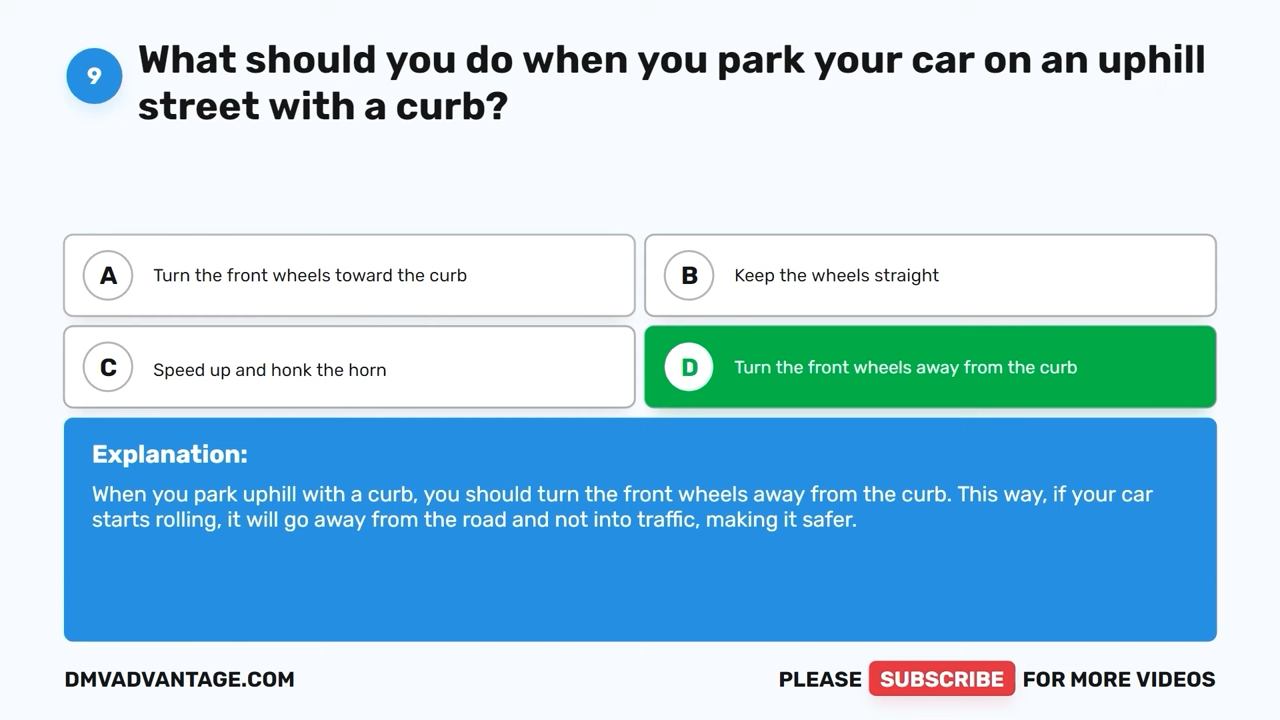 9
What should you do when you park your car on an uphill
street with a curb?
A Turn the front wheels toward the curb
B Keep the wheels straight
C Speed up and honk the horn
D Turn the front wheels away from the curb
Explanation:
When you park uphill with a curb, you should turn the front wheels away from the curb. This way, if your car
starts rolling, it will go away from the road and not into traffic, making it safer.
DMVADVANTAGE.COM
PLEASE SUBSCRIBE FOR MORE VIDEOS